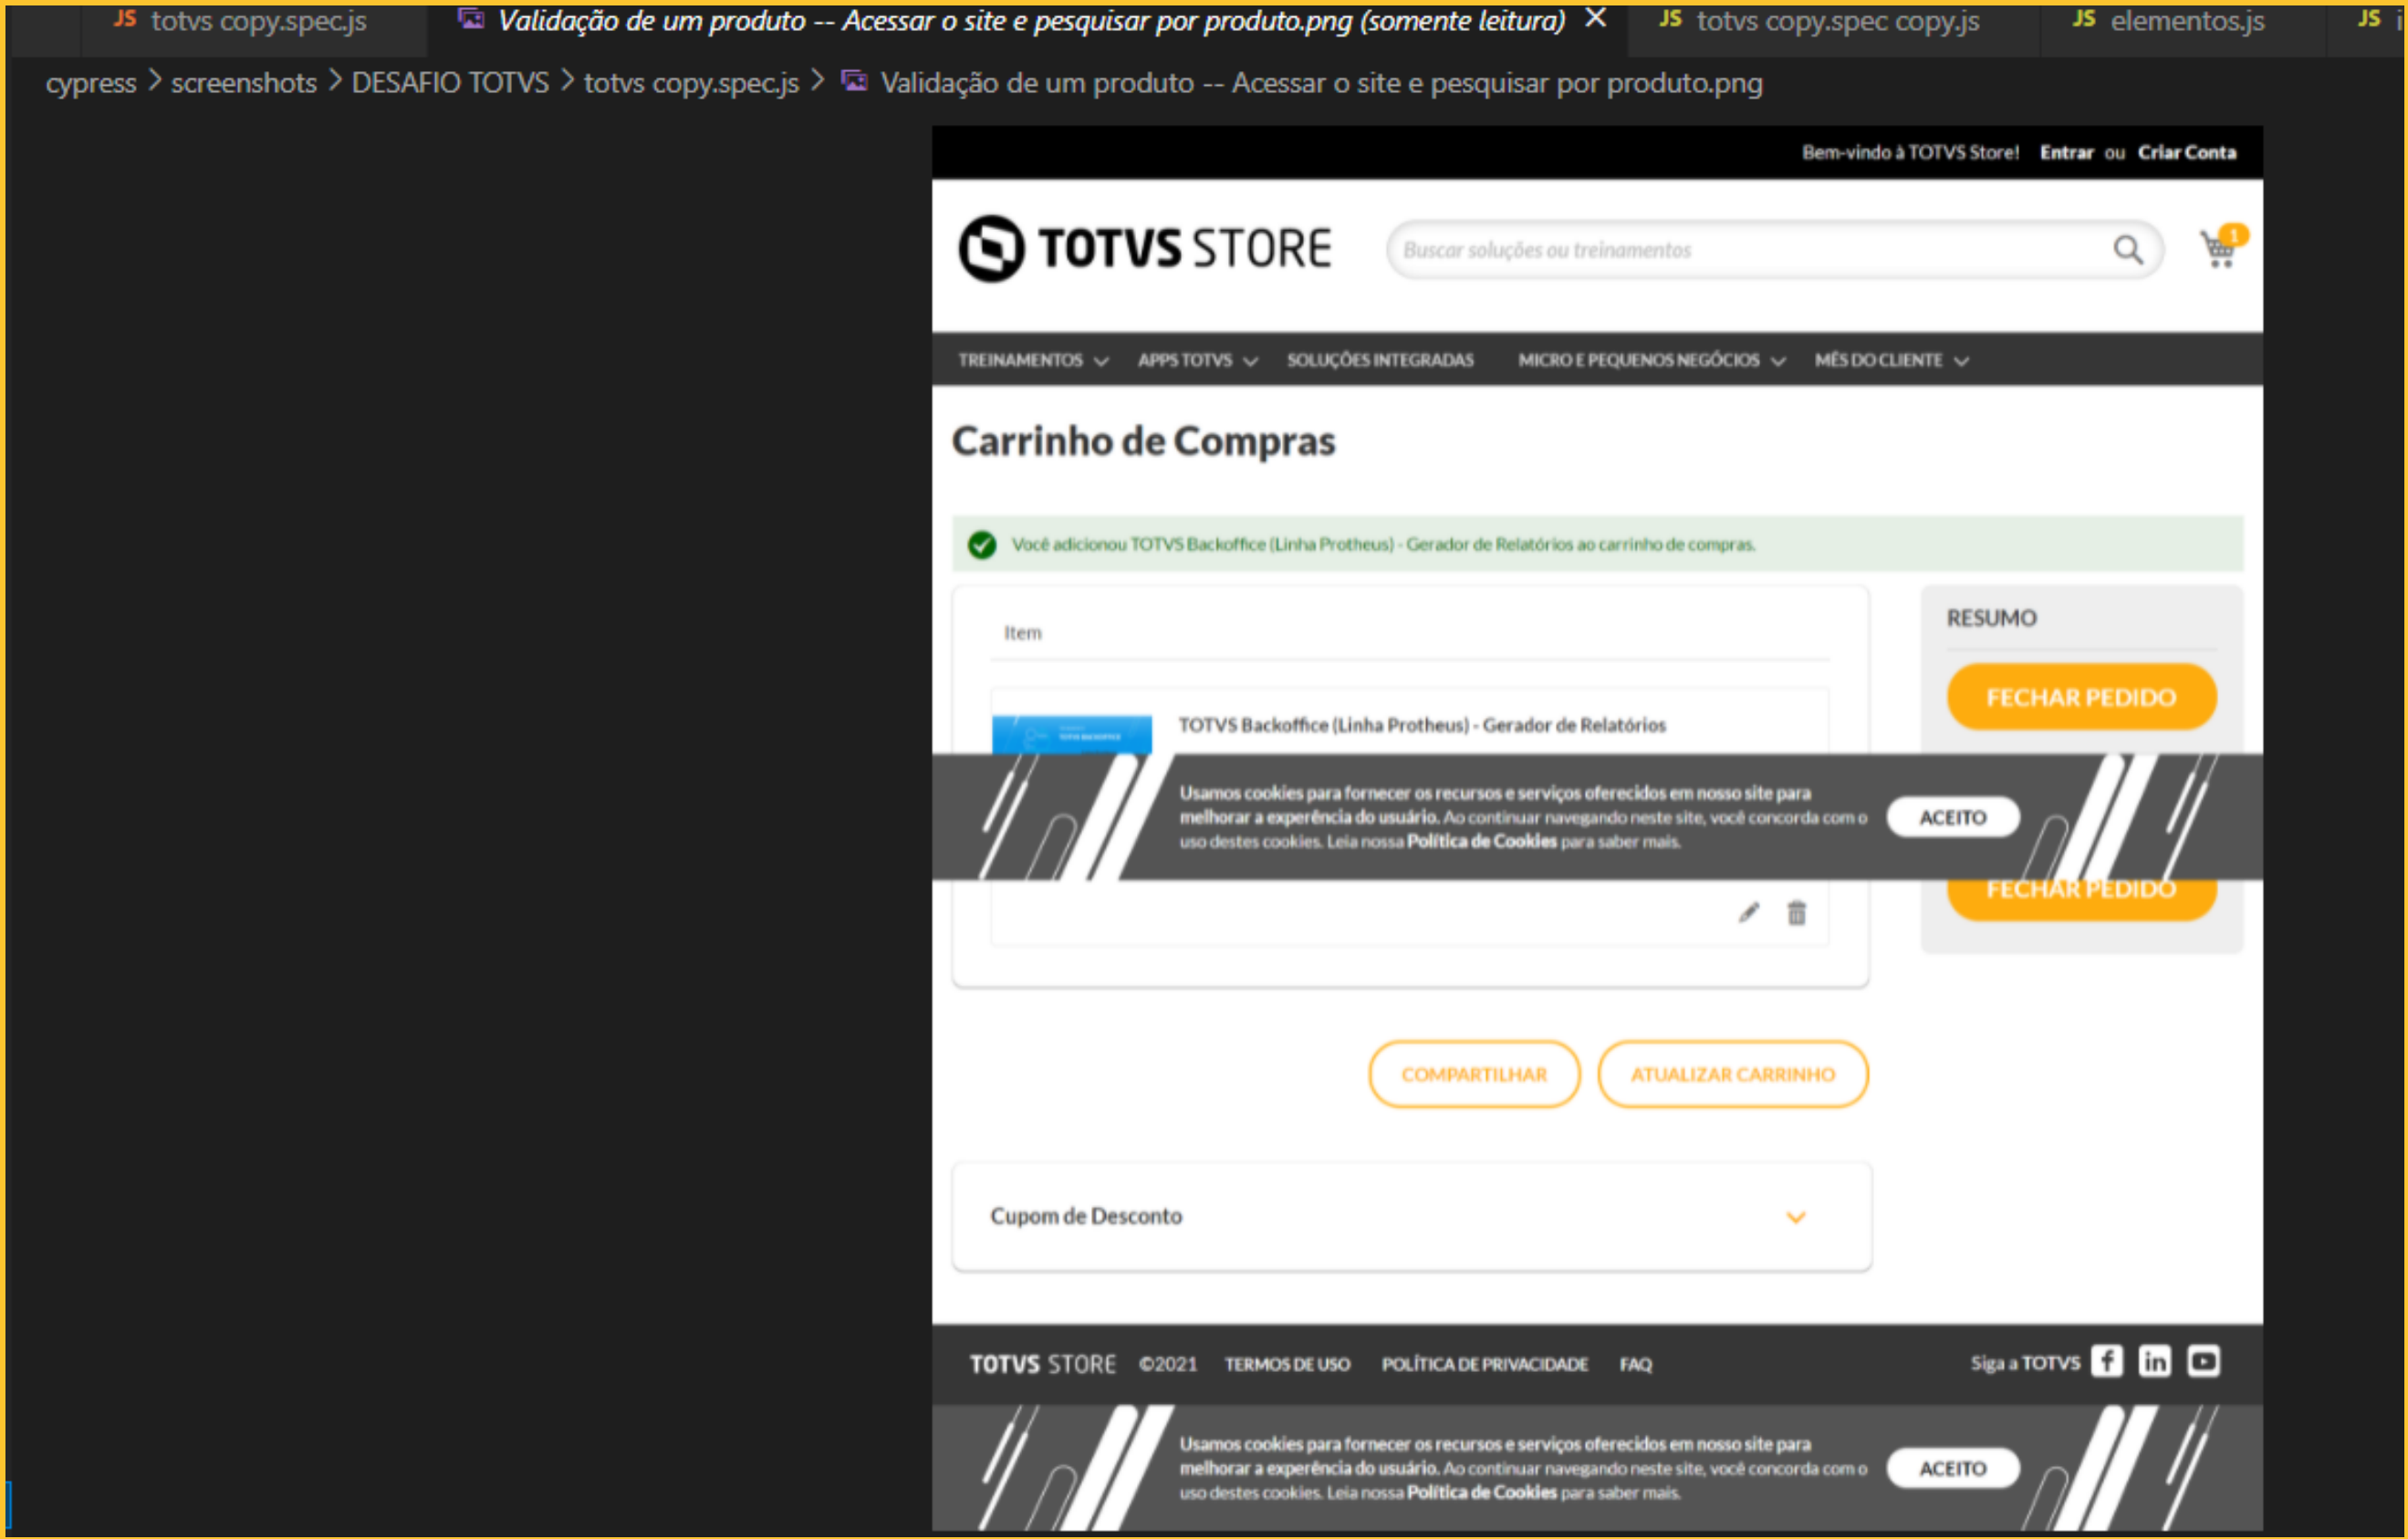 JS totvs copy.spec.js
Validação de um produto -- Acessar o site e pesquisar por produto.png (somente leitura)
JS totvs copy.spec copy.js
JS elementos.js
JS
cypress > screenshots > DESAFIO TOTVS > totvs copy.spec.js > Validação de um produto -- Acessar o site e pesquisar por produto.png
Bem-vindo à TOTVS Store! Entrar ou Criar Conta
TOTVS STORE
Buscar soluções ou treinamentos
1
TREINAMENTOS APPS TOTVS SOLUÇÕES INTEGRADAS MICRO E PEQUENOS NEGÓCIOS MÊS DO CLIENTE
Carrinho de Compras
Você adicionou TOTVS Backoffice (Linha Protheus) - Gerador de Relatórios ao carrinho de compras.
Item
RESUMO
FECHAR PEDIDO
TOTVS Backoffice (Linha Protheus) - Gerador de Relatórios
TOTVS BACKOFFICE
Usamos cookies para fornecer os recursos e serviços oferecidos em nosso site para
melhorar a experência do usuário. Ao continuar navegando neste site, você concorda com o
uso destes cookies. Leia nossa Política de Cookies para saber mais.
ACEITO
FECHAR PEDIDO
COMPARTILHAR
ATUALIZAR CARRINHO
Cupom de Desconto
TOTVS STORE ©2021 TERMOS DE USO POLÍTICA DE PRIVACIDADE FAQ
Siga a TOTVS
Usamos cookies para fornecer os recursos e serviços oferecidos em nosso site para
melhorar a experência do usuário. Ao continuar navegando neste site, você concorda com o
uso destes cookies. Leia nossa Política de Cookies para saber mais.
ACEITO